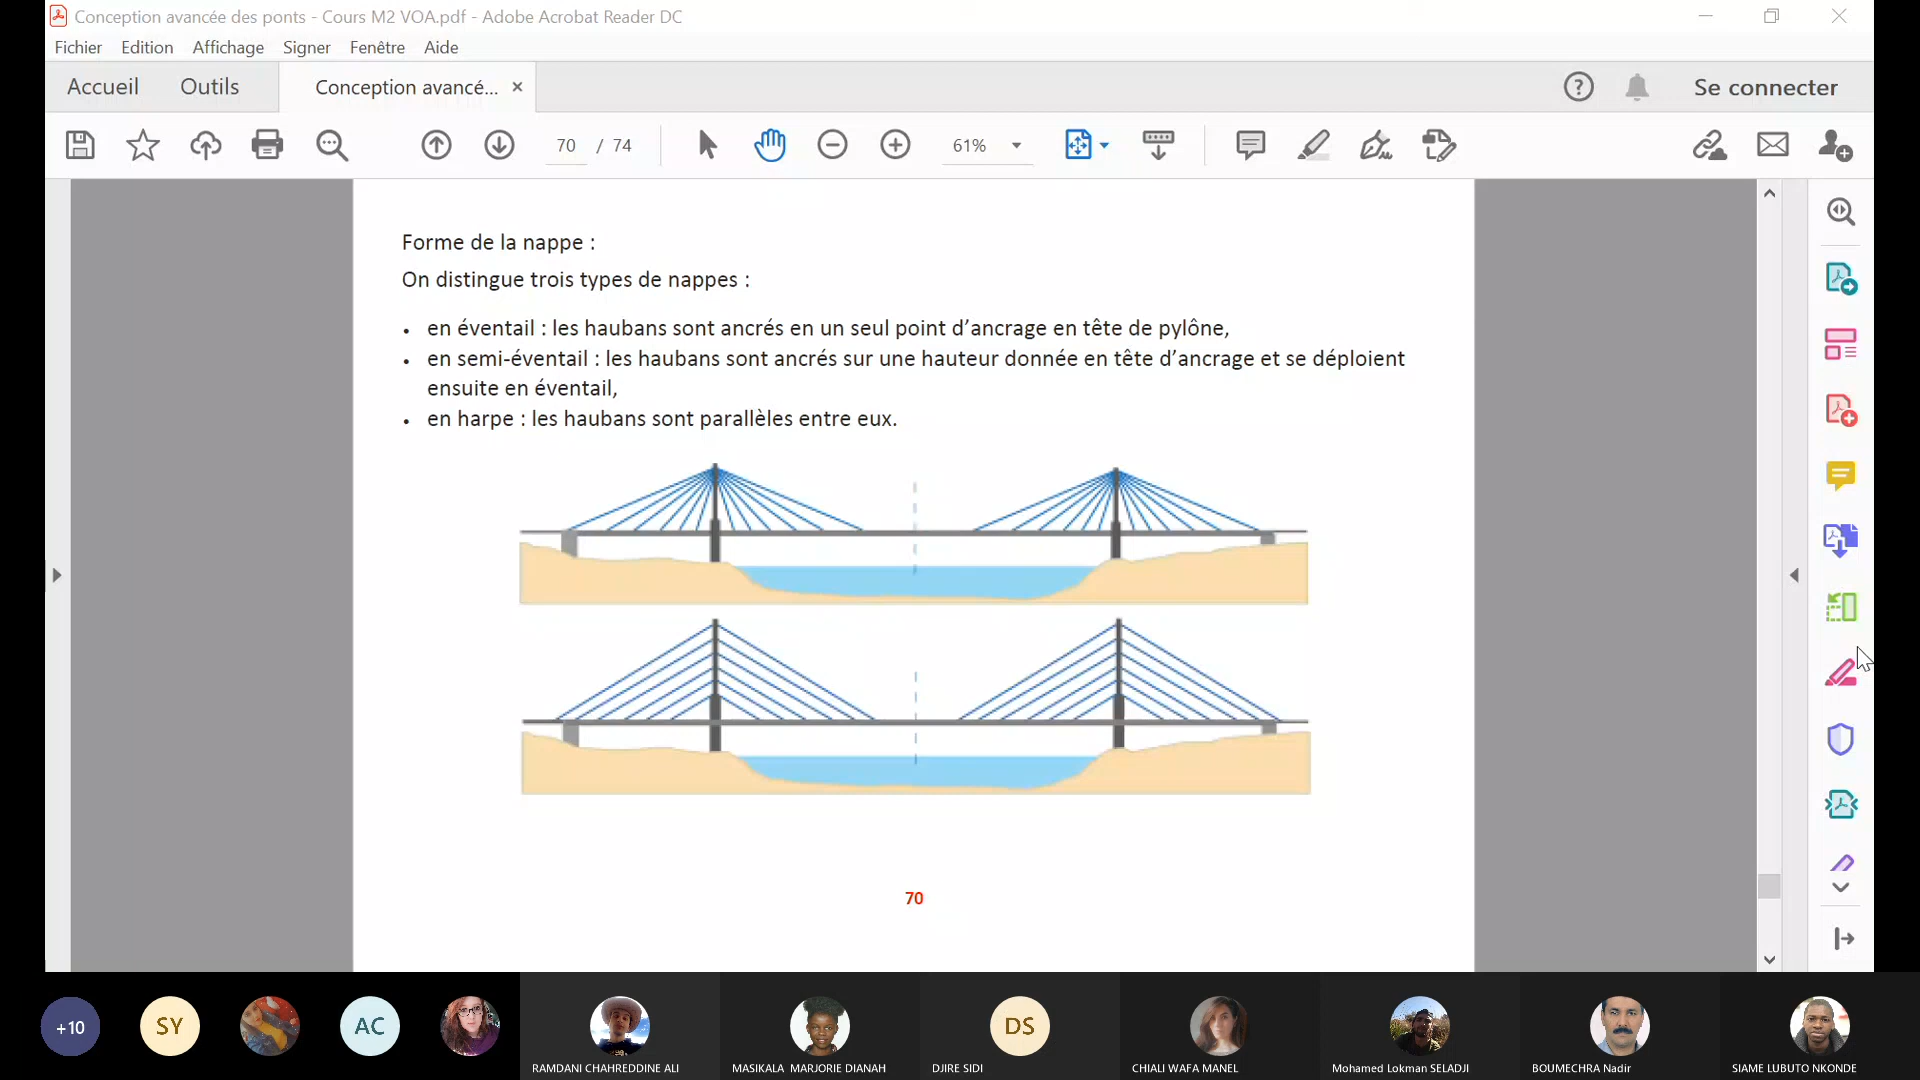 Conception avancée des ponts - Cours M2 VOA.pdf - Adobe Acrobat Reader DC
Fichier Edition Affichage Signer Fenêtre Aide
Accueil Outils Conception avancé... × ? Se connecter
70 / 74 61%
Forme de la nappe :
On distingue trois types de nappes :
• en éventail : les haubans sont ancrés en un seul point d’ancrage en tête de pylône,
• en semi-éventail : les haubans sont ancrés sur une hauteur donnée en tête d’ancrage et se déploient
ensuite en éventail,
• en harpe : les haubans sont parallèles entre eux.
70
+10 SY AC DS
RAMDANI CHAHREDDINE ALI MASIKALA MARJORIE DIANAH DJIRE SIDI CHIALI WAFA MANEL Mohamed Lokman SELADJI BOUMECHRA Nadir SIAME LUBUTO NKONDE